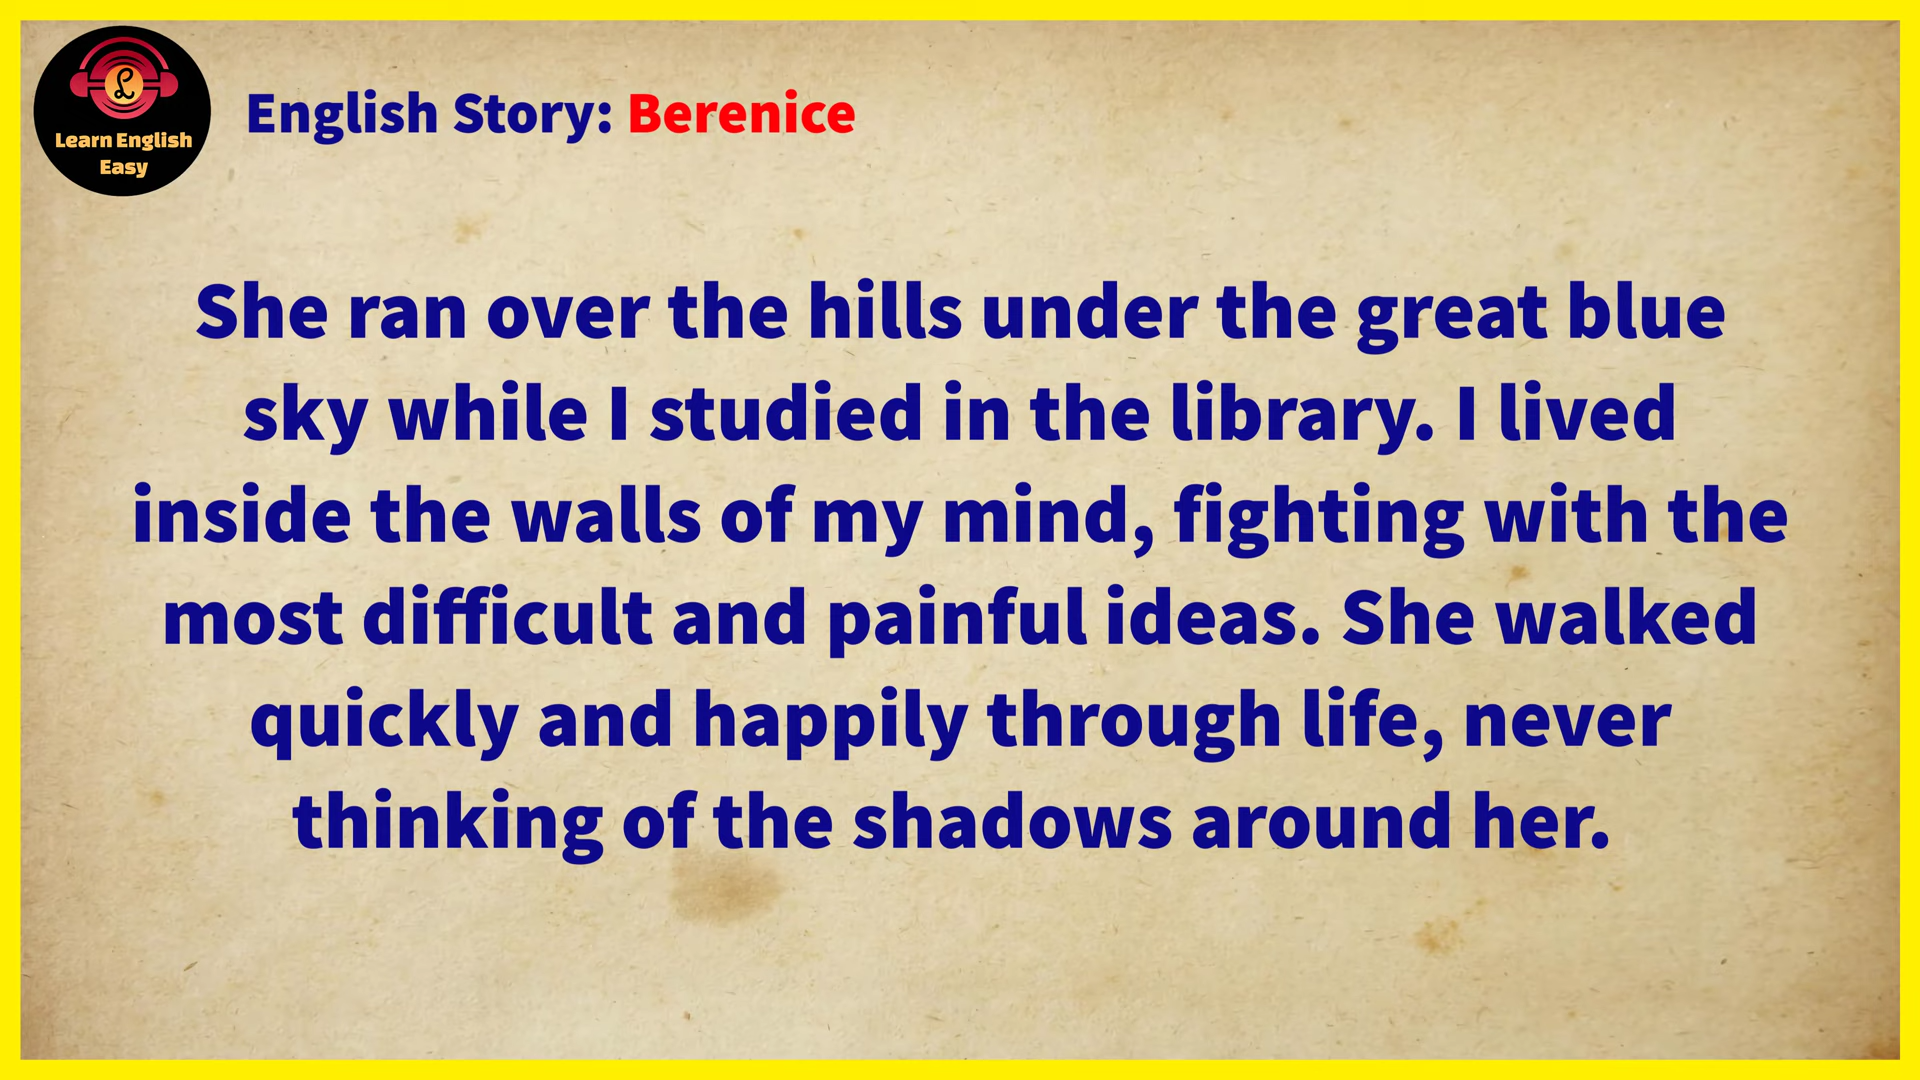 Learn English
Easy
English Story: Berenice
She ran over the hills under the great blue
sky while I studied in the library. I lived
inside the walls of my mind, fighting with the
most difficult and painful ideas. She walked
quickly and happily through life, never
thinking of the shadows around her.